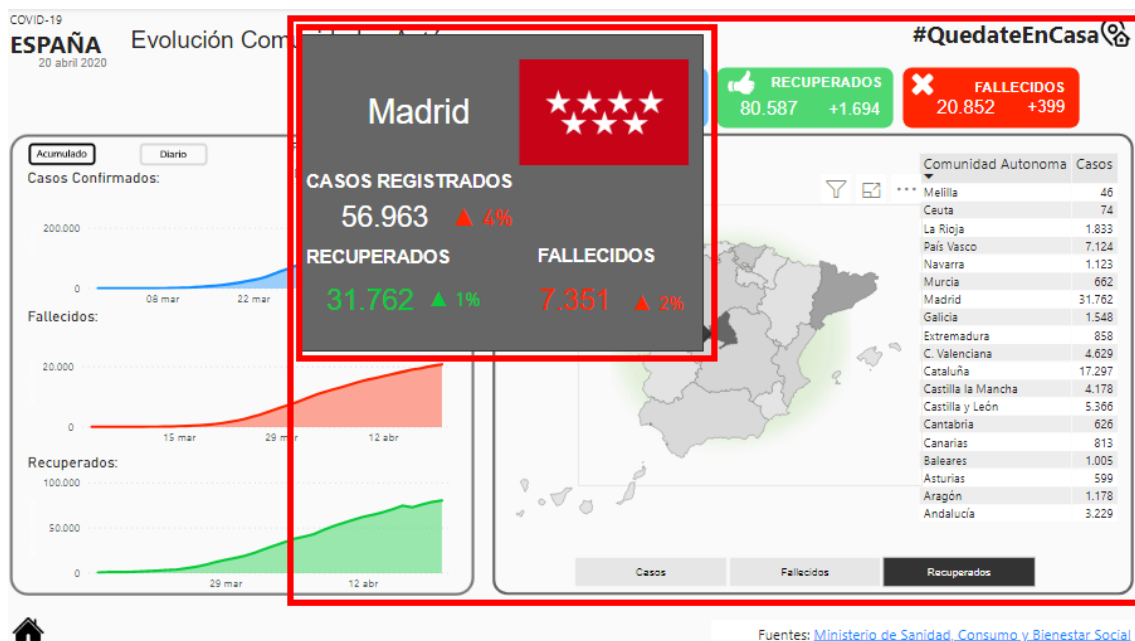 COVID-19
ESPAÑA
20 abril 2020
Evolución Com
#QuedateEnCasa
RECUPERADOS
80.587 +1.694
FALLECIDOS
20.852 +399
Madrid
CASOS REGISTRADOS
56.963 ▲ 4%
RECUPERADOS
31.762 ▲ 1%
FALLECIDOS
7.351 ▲ 2%
Acumulado
Diario
Casos Confirmados:
200.000
0
08 mar
22 mar
Fallecidos:
20.000
0
15 mar
29 mar
12 abr
Recuperados:
100.000
50.000
0
29 mar
12 abr
Comunidad Autonoma Casos
Melilla 46
Ceuta 74
La Rioja 1.833
País Vasco 7.124
Navarra 1.123
Murcia 662
Madrid 31.762
Galicia 1.548
Extremadura 858
C. Valenciana 4.629
Cataluña 17.297
Castilla la Mancha 4.178
Castilla y León 5.366
Cantabria 626
Canarias 813
Baleares 1.005
Asturias 599
Aragón 1.178
Andalucía 3.229
Casos
Fallecidos
Recuperados
Fuentes: Ministerio de Sanidad, Consumo y Bienestar Social